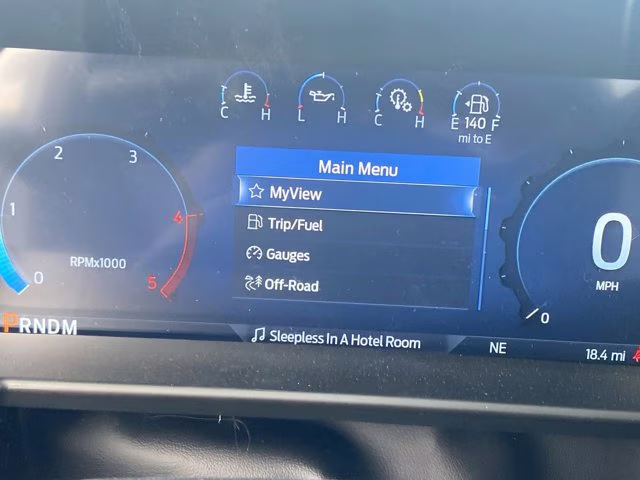 C H
L H
C H
E 140 F
mi to E
0
1
2
3
4
5
RPMx1000
Main Menu
MyView
Trip/Fuel
Gauges
Off-Road
0
MPH
0
PRNDM
Sleepless In A Hotel Room
NE
18.4 mi